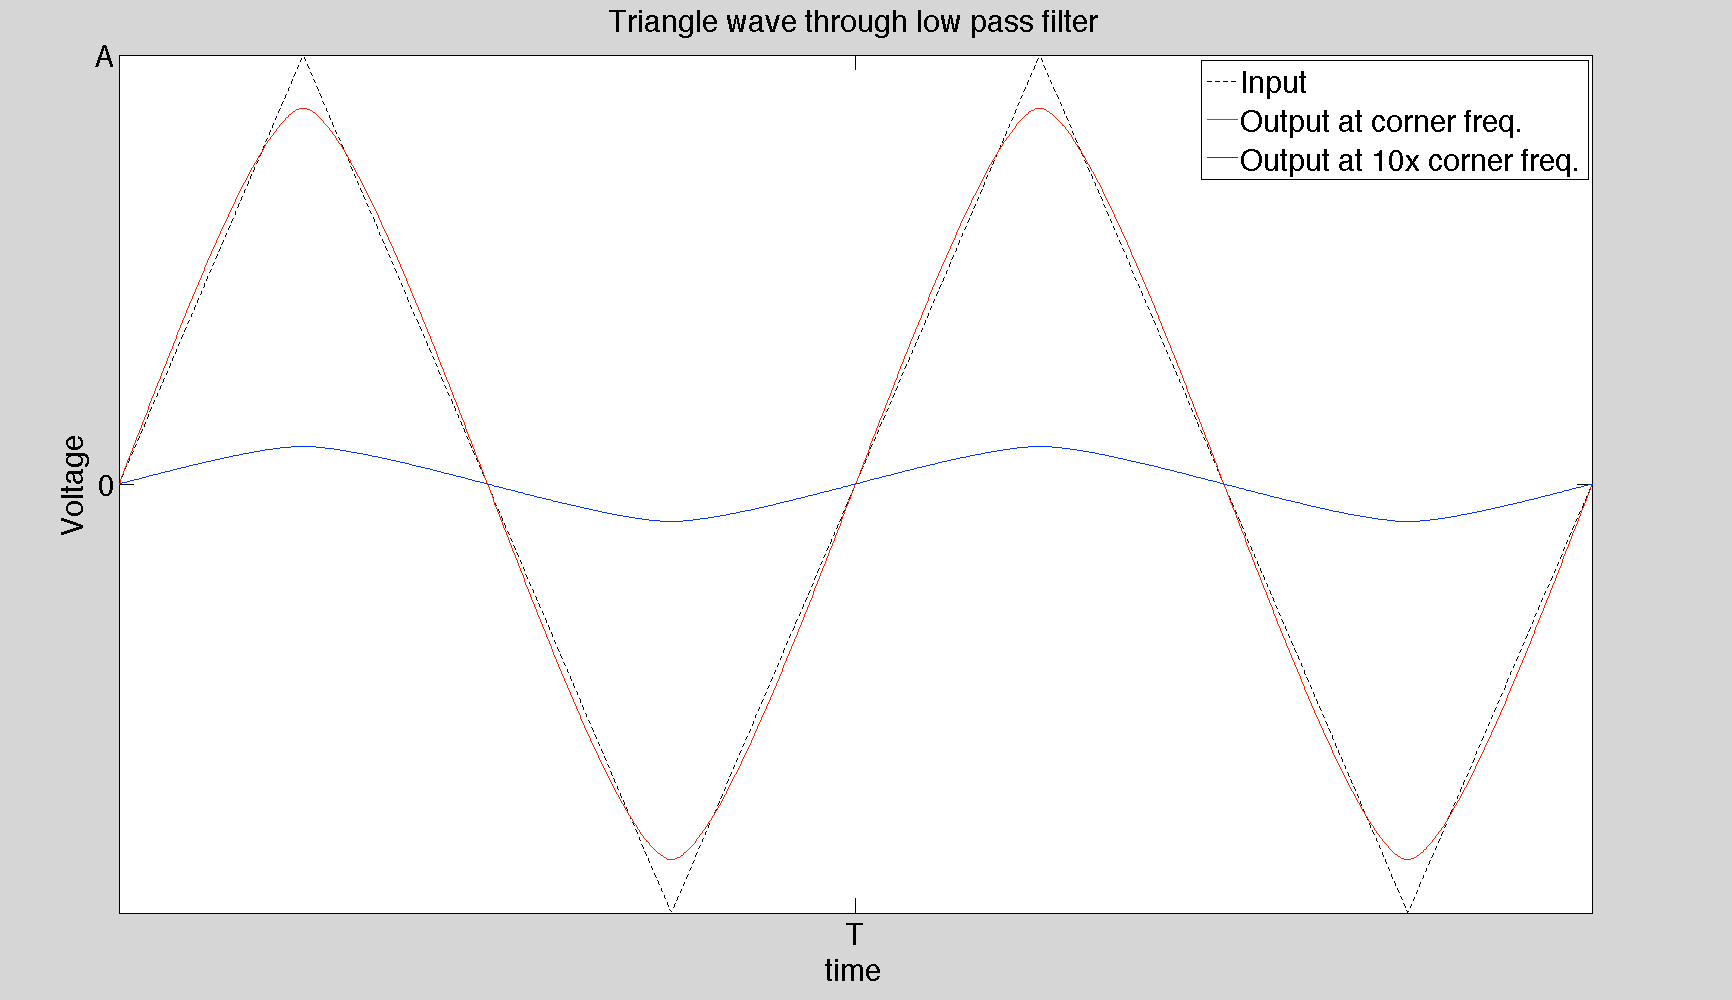 Triangle wave through low pass filter
A
Input
Output at corner freq.
Output at 10x corner freq.
Voltage
0
T
time